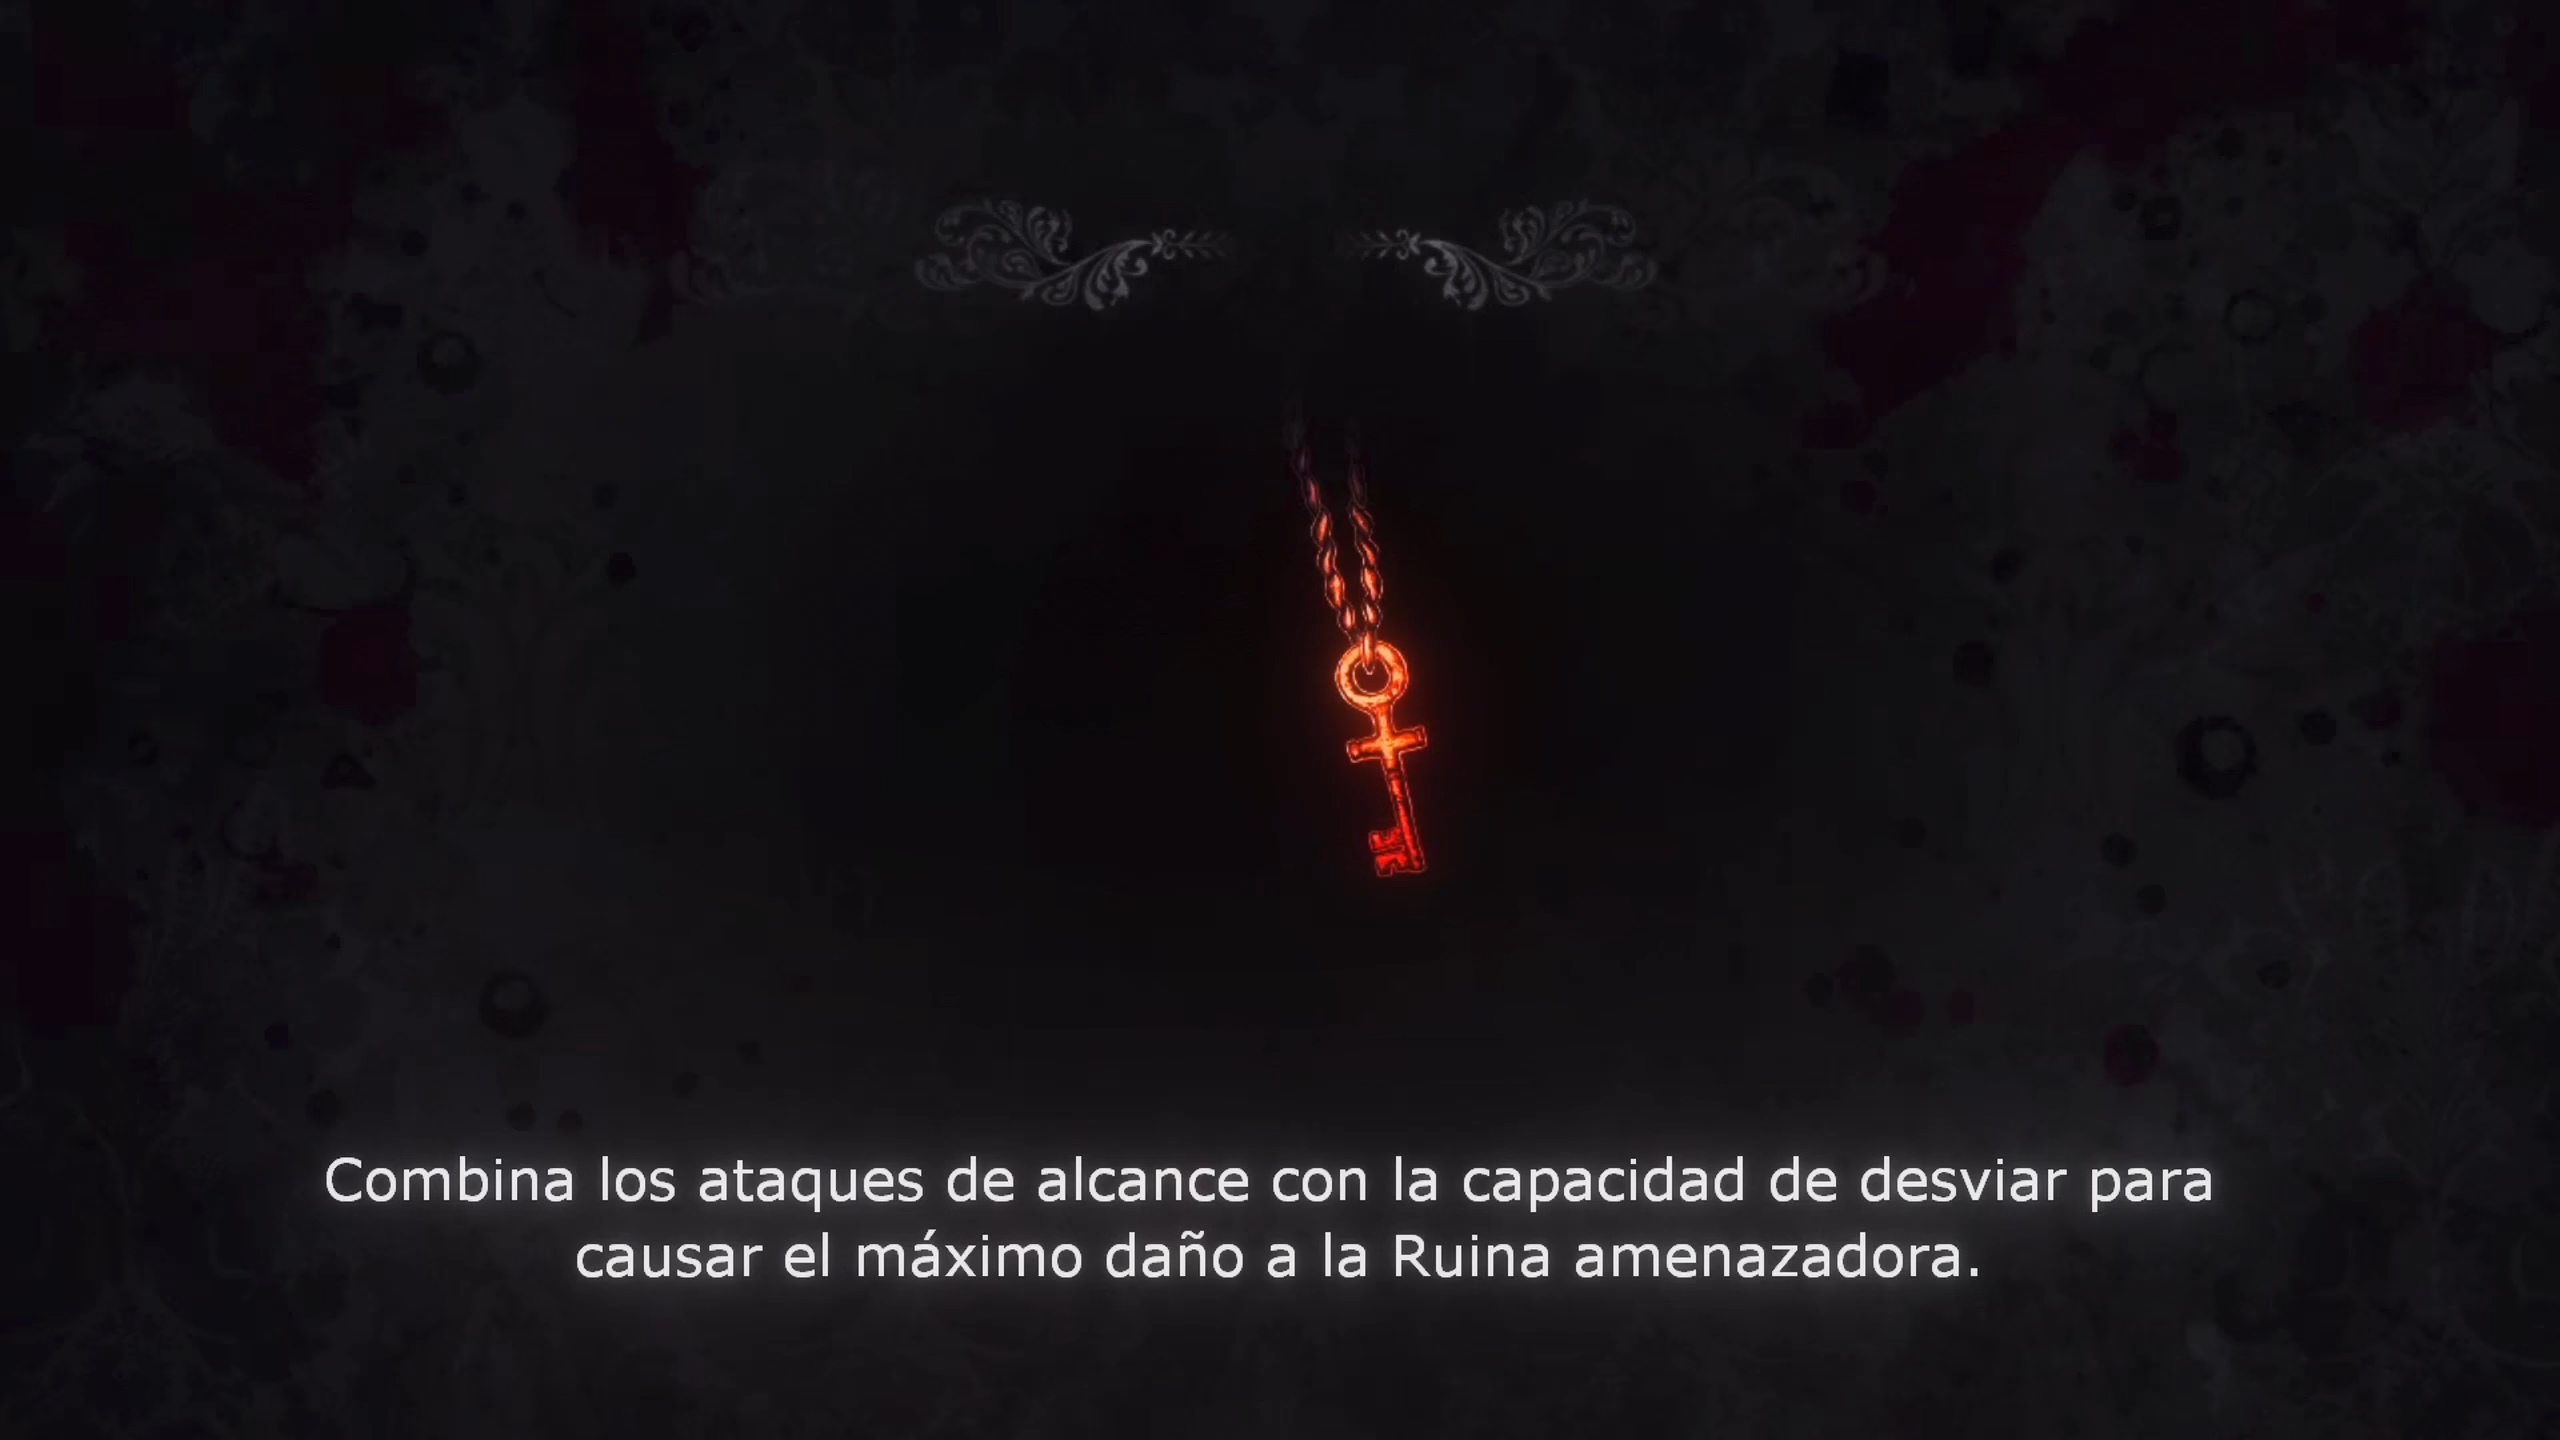 Combina los ataques de alcance con la capacidad de desviar para
causar el máximo daño a la Ruina amenazadora.